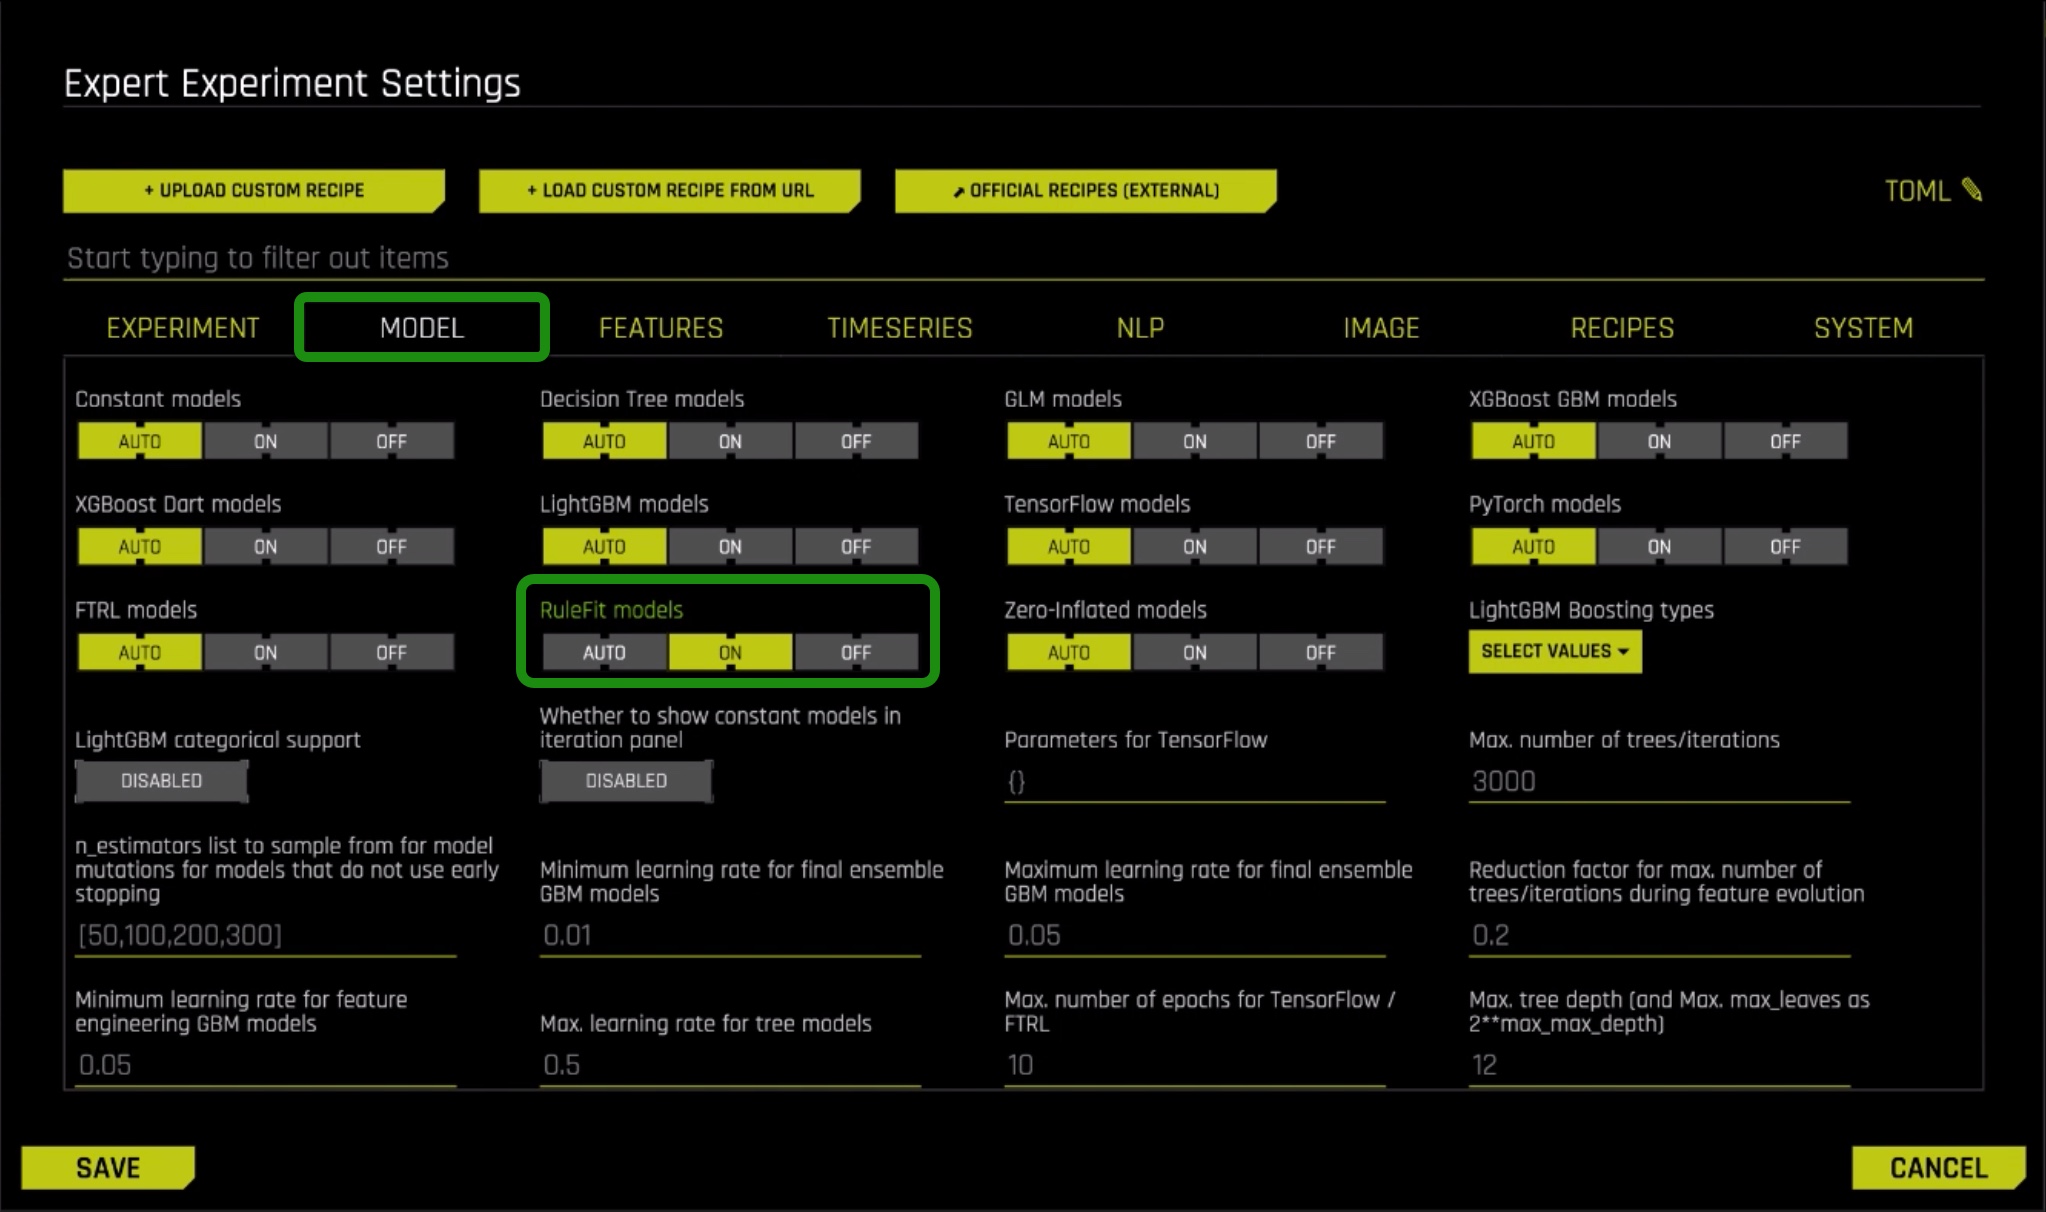 Expert Experiment Settings
+ UPLOAD CUSTOM RECIPE
+ LOAD CUSTOM RECIPE FROM URL
OFFICIAL RECIPES (EXTERNAL)
TOML
Start typing to filter out items
EXPERIMENT
MODEL
FEATURES
TIMESERIES
NLP
IMAGE
RECIPES
SYSTEM
Constant models
AUTO ON OFF
Decision Tree models
AUTO ON OFF
GLM models
AUTO ON OFF
XGBoost GBM models
AUTO ON OFF
XGBoost Dart models
AUTO ON OFF
LightGBM models
AUTO ON OFF
TensorFlow models
AUTO ON OFF
PyTorch models
AUTO ON OFF
FTRL models
AUTO ON OFF
RuleFit models
AUTO ON OFF
Zero-Inflated models
AUTO ON OFF
LightGBM Boosting types
SELECT VALUES
LightGBM categorical support
DISABLED
Whether to show constant models in
iteration panel
DISABLED
Parameters for TensorFlow
{}
Max. number of trees/iterations
3000
n_estimators list to sample from for model
mutations for models that do not use early
stopping
[50,100,200,300]
Minimum learning rate for final ensemble
GBM models
0.01
Maximum learning rate for final ensemble
GBM models
0.05
Reduction factor for max. number of
trees/iterations during feature evolution
0.2
Minimum learning rate for feature
engineering GBM models
0.05
Max. learning rate for tree models
0.5
Max. number of epochs for TensorFlow /
FTRL
10
Max. tree depth (and Max. max_leaves as
2**max_max_depth)
12
SAVE
CANCEL